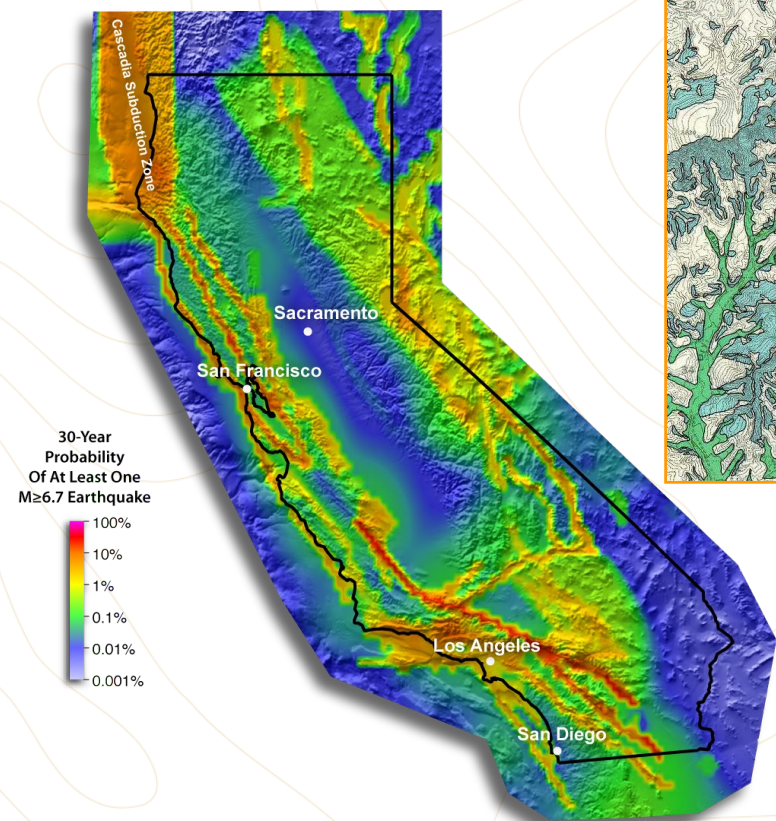 Cascadia Subduction Zone
Sacramento
San Francisco
30-Year
Probability
Of At Least One
M≥6.7 Earthquake
100%
10%
1%
0.1%
0.01%
0.001%
Los Angeles
San Diego